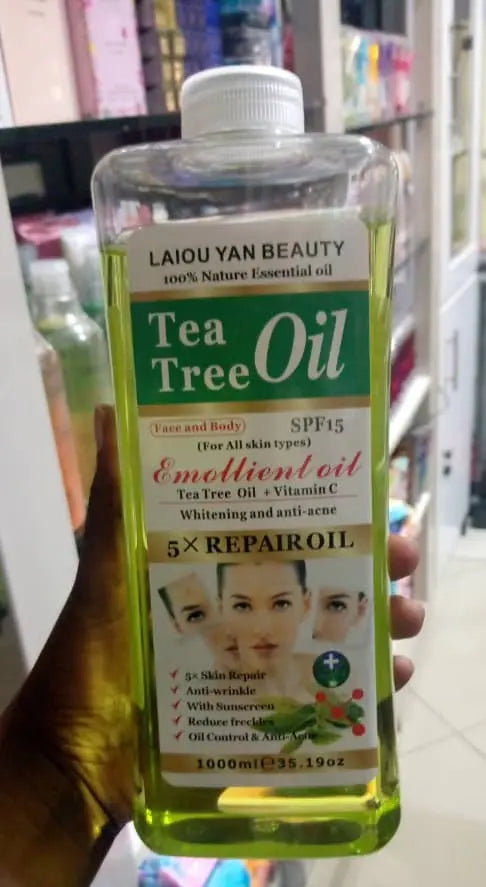 LAIOU YAN BEAUTY
100% Nature Essential oil
Tea Tree Oil
Face and Body
SPF15
(For All skin types)
Emollient oil
Tea Tree Oil + Vitamin C
Whitening and anti-acne
5× REPAIR OIL
5× Skin Repair
Anti-wrinkle
With Sunscreen
Reduce freckles
Oil Control & Anti-Acne
1000ml℮35.19oz